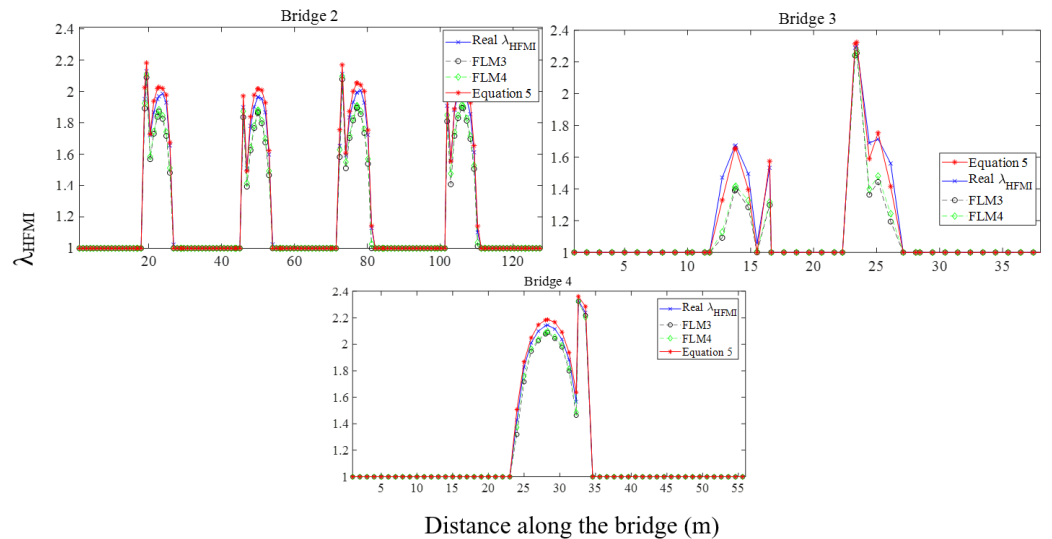 Bridge 2
2.4
2.2
2
1.8
1.6
1.4
1.2
1
20
40
60
80
100
120
Real λHFMI
FLM3
FLM4
Equation 5
Bridge 3
2.4
2.2
2
1.8
1.6
1.4
1.2
1
5
10
15
20
25
30
35
Equation 5
Real λHFMI
FLM3
FLM4
λHFMI
Bridge 4
2.4
2.2
2
1.8
1.6
1.4
1.2
1
5
10
15
20
25
30
35
40
45
50
55
Real λHFMI
FLM3
FLM4
Equation 5
Distance along the bridge (m)